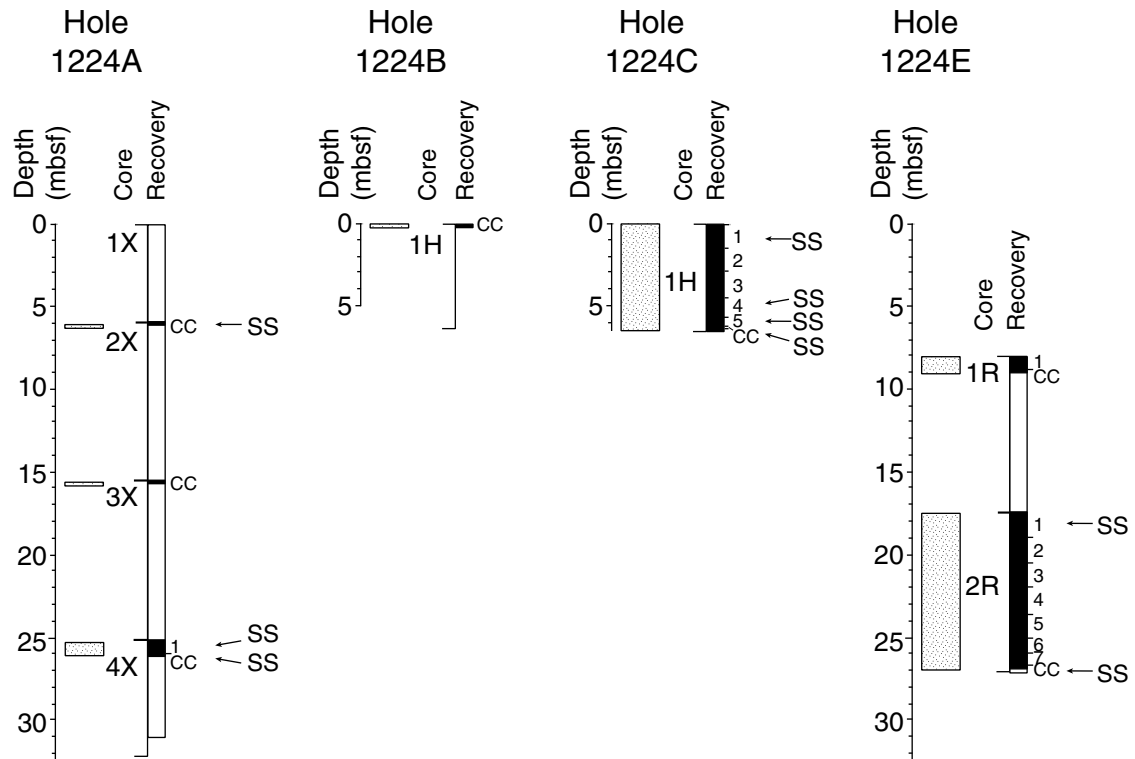 Hole
1224A
Depth
(mbsf)
Core
Recovery
0
5
10
15
20
25
30
1X
2X
3X
4X
CC
SS
CC
1
CC
SS
SS
Hole
1224B
Depth
(mbsf)
Core
Recovery
0
5
1H
CC
Hole
1224C
Depth
(mbsf)
Core
Recovery
0
5
1H
1
2
3
4
5
CC
SS
SS
SS
SS
Hole
1224E
Depth
(mbsf)
Core
Recovery
0
5
10
15
20
25
30
1R
1
CC
2R
1
2
3
4
5
6
7
CC
SS
SS